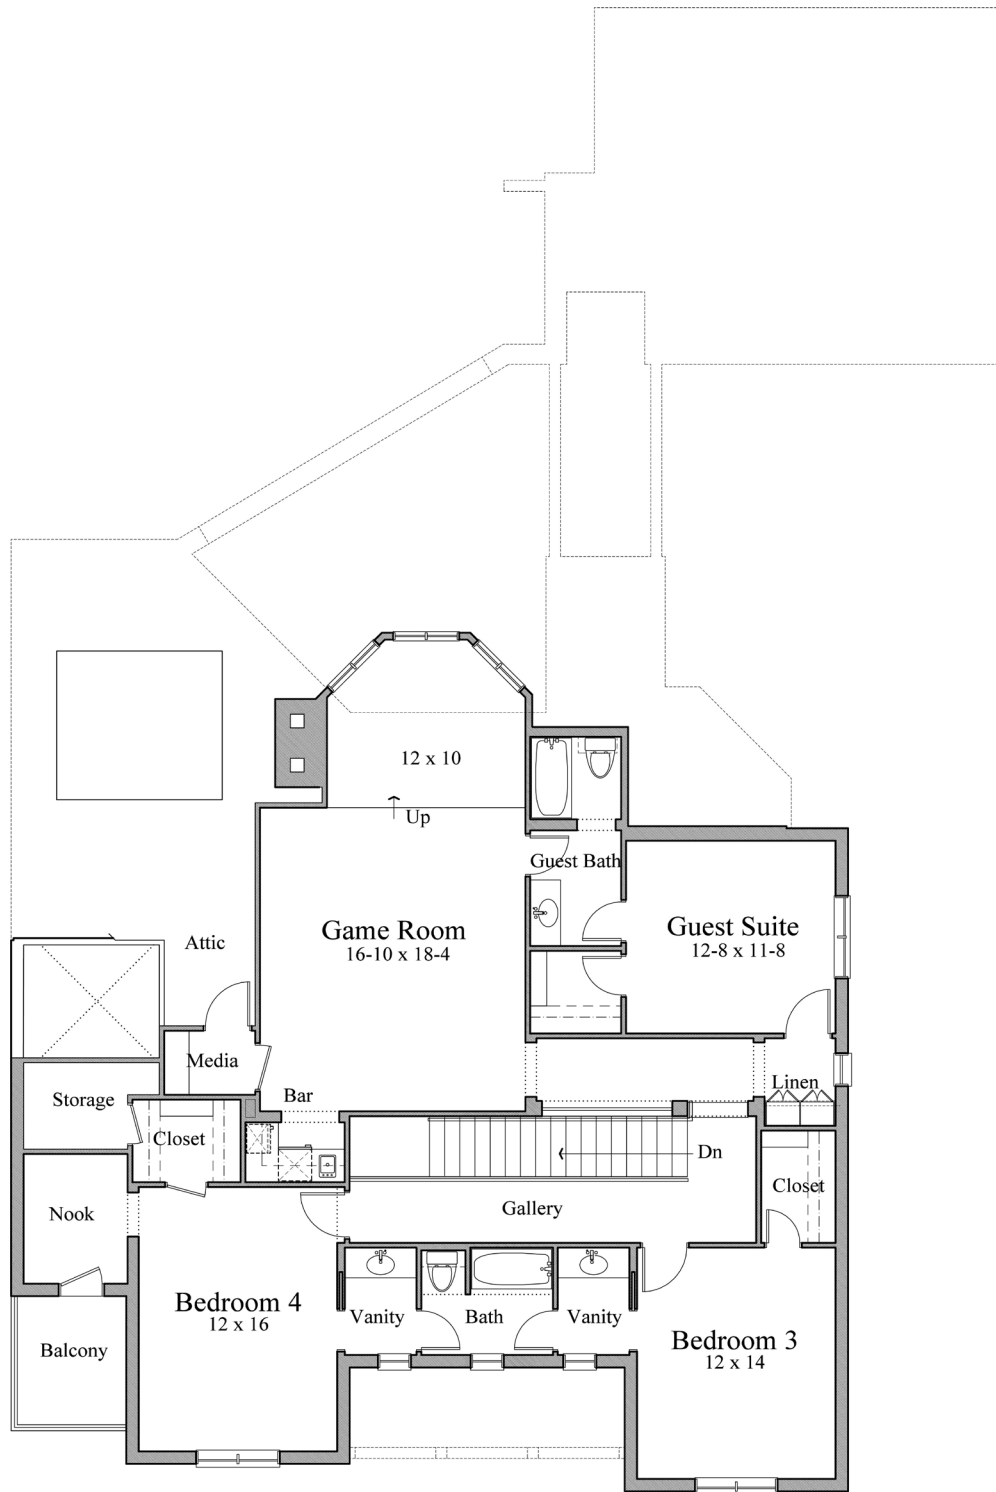 12 x 10
Up
Guest Bath
Game Room
16-10 x 18-4
Guest Suite
12-8 x 11-8
Attic
Media
Linen
Storage
Bar
Closet
Dn
Closet
Nook
Gallery
Bedroom 4
12 x 16
Vanity
Bath
Vanity
Balcony
Bedroom 3
12 x 14